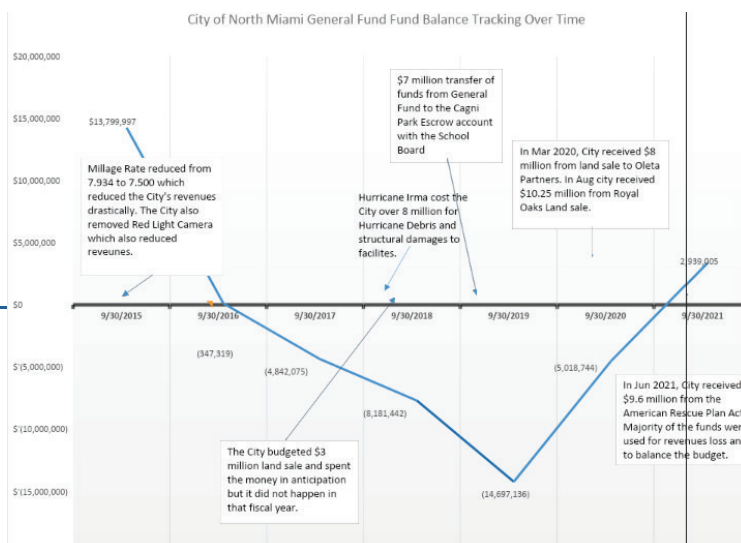 City of North Miami General Fund Fund Balance Tracking Over Time
$20,000,000
$15,000,000
$10,000,000
$5,000,000
$0
$'(5,000,000)
$'(10,000,000)
$'(15,000,000)
$13,799,997
Millage Rate reduced from
7.934 to 7.500 which
reduced the City's revenues
drastically. The City also
removed Red Light Camera
which also reduced
reveunes.
$7 million transfer of
funds from General
Fund to the Cagni
Park Escrow account
with the School
Board
Hurricane Irma cost the
City over 8 million for
Hurricane Debris and
structural damages to
facilites.
In Mar 2020, City received $8
million from land sale to Oleta
Partners. In Aug city received
$10.25 million from Royal
Oaks Land sale.
2,939,005
9/30/2015 9/30/2016 9/30/2017 9/30/2018 9/30/2019 9/30/2020 9/30/2021
(347,319)
(4,842,075)
(8,181,442)
(14,697,136)
(5,018,744)
The City budgeted $3
million land sale and spent
the money in anticipation
but it did not happen in
that fiscal year.
In Jun 2021, City received
$9.6 million from the
American Rescue Plan Act
Majority of the funds wer
used for revenues loss an
to balance the budget.